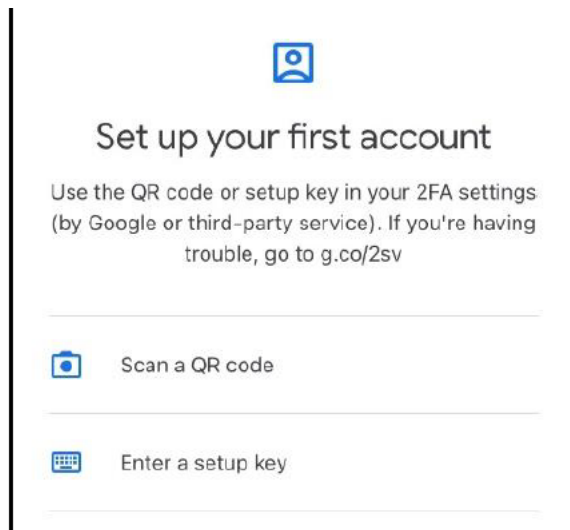 Set up your first account
Use the QR code or setup key in your 2FA settings
(by Google or third-party service). If you're having
trouble, go to g.co/2sv
Scan a QR code
Enter a setup key